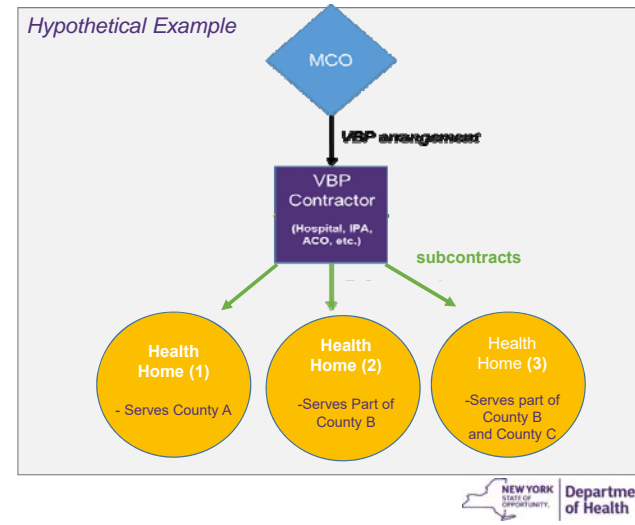 Hypothetical Example
MCO
VBP arrangement
VBP
Contractor
(Hospital, IPA,
ACO, etc.)
subcontracts
Health
Home (1)
- Serves County A
Health
Home (2)
-Serves Part of
County B
Health
Home (3)
-Serves part of
County B
and County C
NEW YORK
STATE OF
OPPORTUNITY.
Departme
of Health